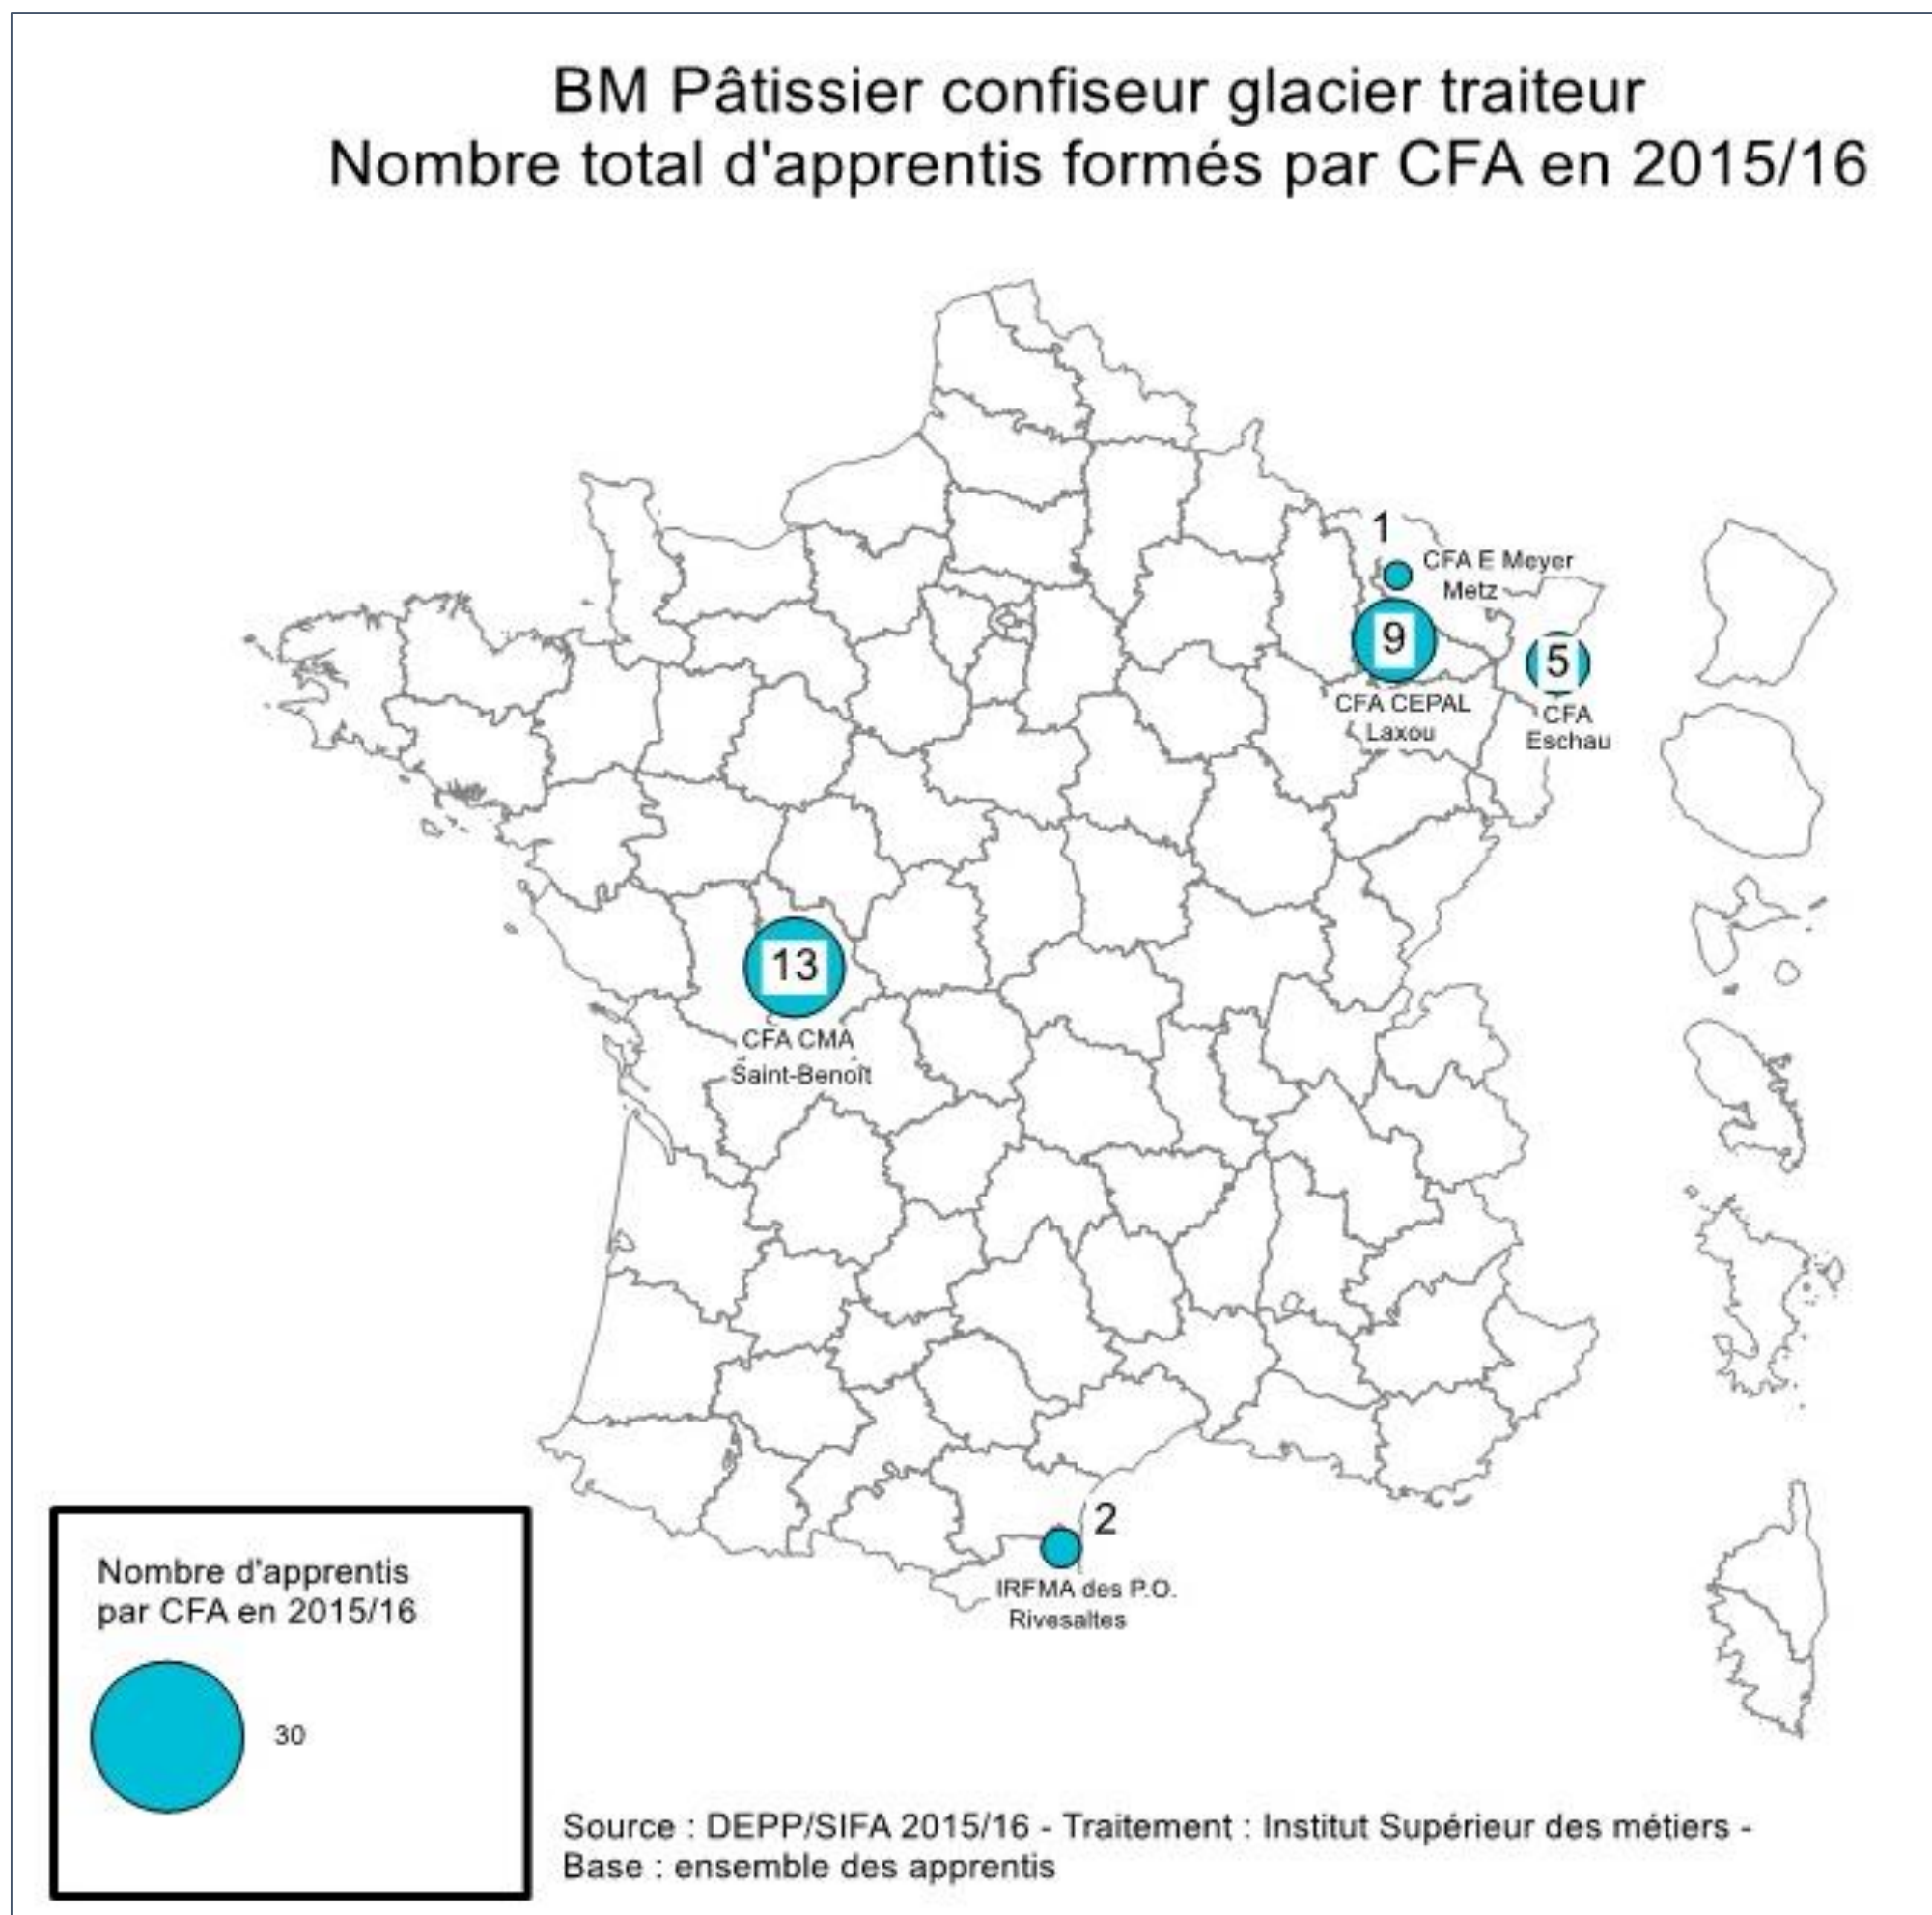 BM Pâtissier confiseur glacier traiteur
Nombre total d'apprentis formés par CFA en 2015/16
1
CFA E Meyer
Metz
9
5
CFA CEPAL
Laxou
CFA
Eschau
13
CFA CMA
Saint-Benoît
2
IRFMA des P.O.
Rivesaltes
Nombre d'apprentis
par CFA en 2015/16
30
Source : DEPP/SIFA 2015/16 - Traitement : Institut Supérieur des métiers -
Base : ensemble des apprentis